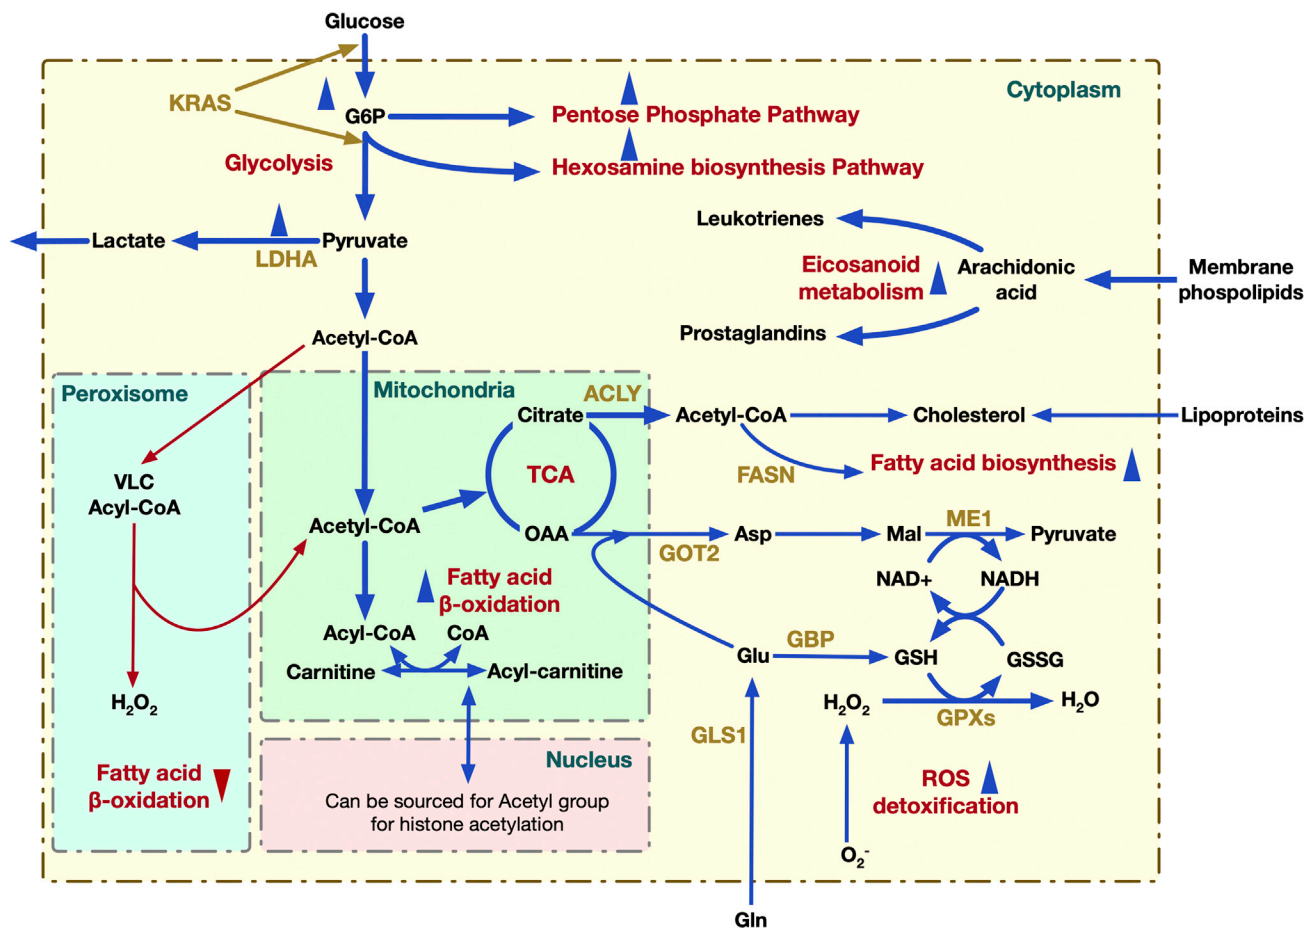 Glucose
Cytoplasm
KRAS
G6P
Pentose Phosphate Pathway
Glycolysis
Hexosamine biosynthesis Pathway
Leukotrienes
Lactate
LDHA
Pyruvate
Eicosanoid
metabolism
Arachidonic
acid
Membrane
phospolipids
Prostaglandins
Acetyl-CoA
Peroxisome
Mitochondria
ACLY
Citrate
Acetyl-CoA
Cholesterol
Lipoproteins
TCA
FASN
Fatty acid biosynthesis
VLC
Acyl-CoA
Acetyl-CoA
OAA
GOT2
Asp
Mal
ME1
Pyruvate
NAD+
NADH
Fatty acid
β-oxidation
Acyl-CoA
CoA
Carnitine
Acyl-carnitine
Glu
GBP
GSH
GSSG
H₂O₂
H₂O₂
GPXs
H₂O
GLS1
Nucleus
Fatty acid
β-oxidation
Can be sourced for Acetyl group
for histone acetylation
ROS
detoxification
O₂⁻
Gln